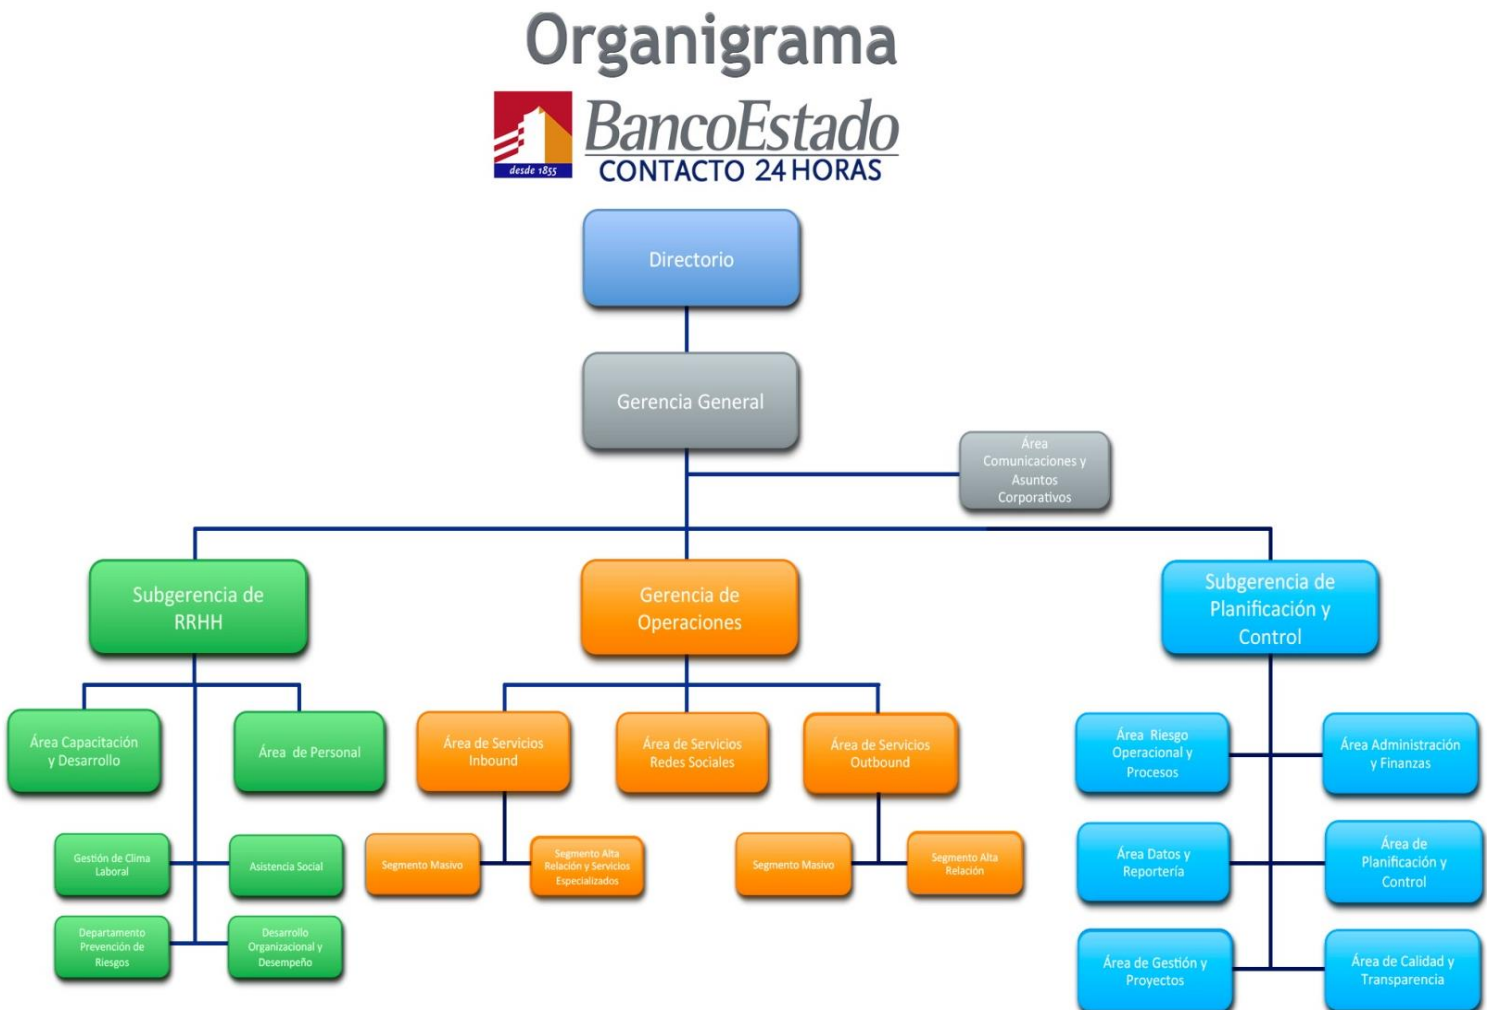 Organigrama
BancoEstado
desde 1855
CONTACTO 24 HORAS
Directorio
Gerencia General
Área
Comunicaciones y
Asuntos
Corporativos
Subgerencia de
RRHH
Gerencia de
Operaciones
Subgerencia de
Planificación y
Control
Área Capacitación
y Desarrollo
Área de Personal
Área de Servicios
Inbound
Área de Servicios
Redes Sociales
Área de Servicios
Outbound
Área Riesgo
Operacional y
Procesos
Área Administración
y Finanzas
Gestión de Clima
Laboral
Asistencia Social
Segmento Masivo
Segmento Alta
Relación y Servicios
Especializados
Segmento Masivo
Segmento Alta
Relación
Área Datos y
Reportería
Área de
Planificación y
Control
Departamento
Prevención de
Riesgos
Desarrollo
Organizacional y
Desempeño
Área de Gestión y
Proyectos
Área de Calidad y
Transparencia